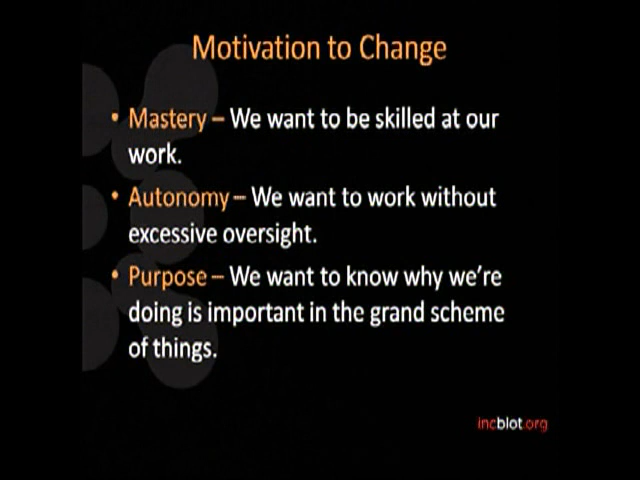 Motivation to Change
• Mastery – We want to be skilled at our
work.
• Autonomy – We want to work without
excessive oversight.
• Purpose – We want to know why we're
doing is important in the grand scheme
of things.
incblot.org